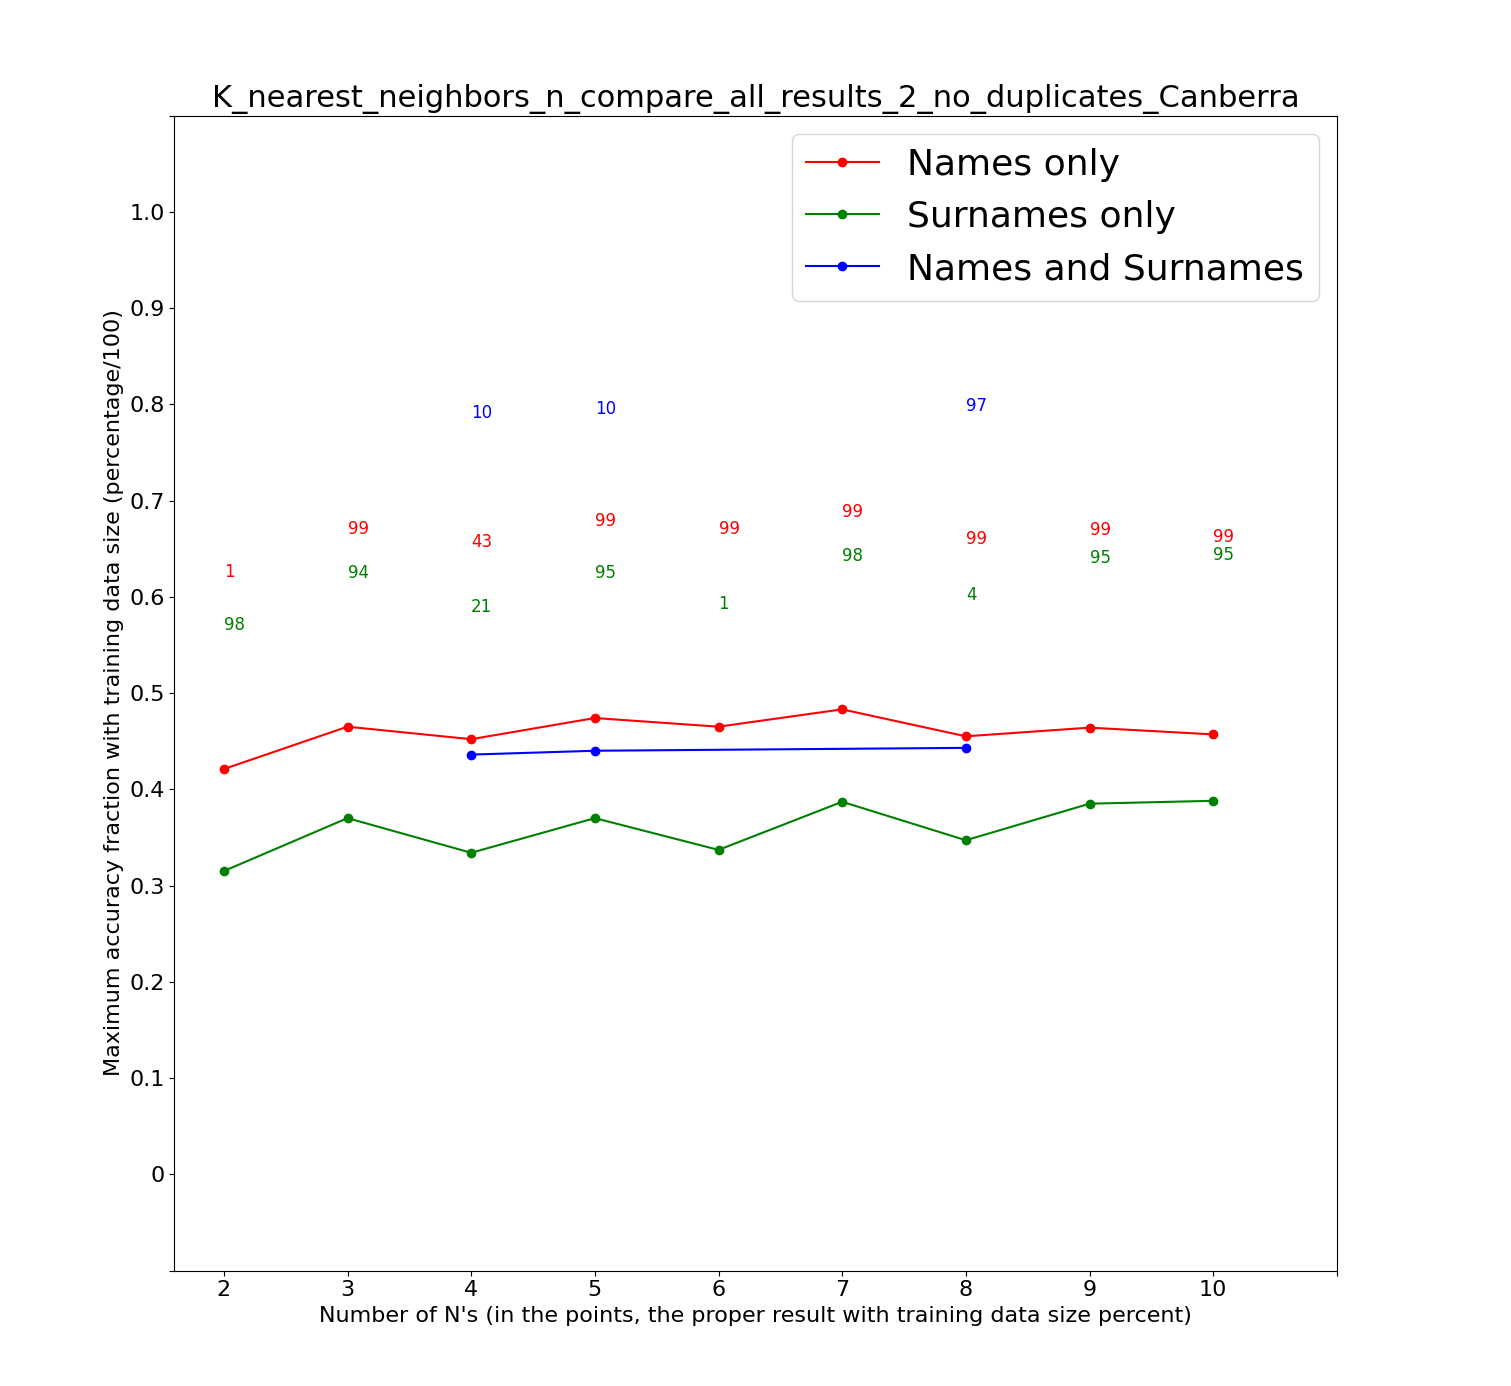 K_nearest_neighbors_n_compare_all_results_2_no_duplicates_Canberra
Names only
Surnames only
Names and Surnames
Maximum accuracy fraction with training data size (percentage/100)
1.0
0.9
0.8
0.7
0.6
0.5
0.4
0.3
0.2
0.1
0
10 10 97
1 99 43 99 99 99 99 99 99
98 94 21 95 1 98 4 95 95
2 3 4 5 6 7 8 9 10
Number of N's (in the points, the proper result with training data size percent)